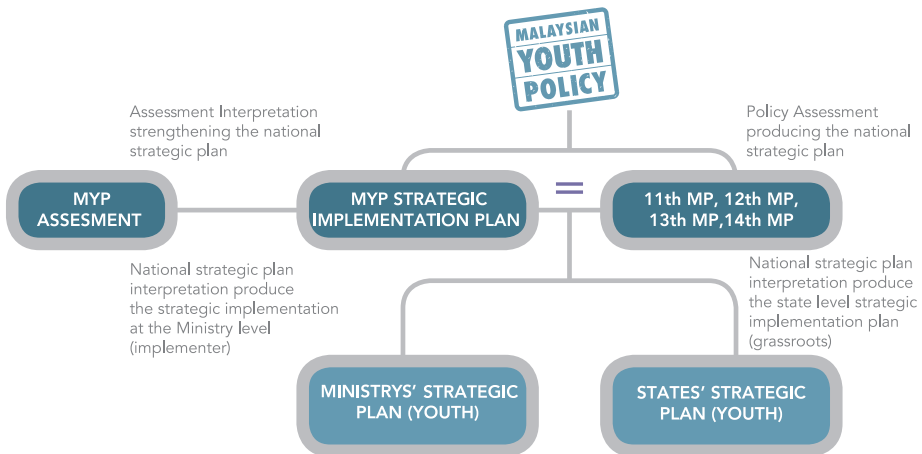 MALAYSIAN
YOUTH
POLICY
Assessment Interpretation
strengthening the national
strategic plan
Policy Assessment
producing the national
strategic plan
MYP
ASSESMENT
MYP STRATEGIC
IMPLEMENTATION PLAN
=
11th MP, 12th MP,
13th MP,14th MP
National strategic plan
interpretation produce
the strategic implementation
at the Ministry level
(implementer)
National strategic plan
interpretation produce
the state level strategic
implementation plan
(grassroots)
MINISTRYS’ STRATEGIC
PLAN (YOUTH)
STATES’ STRATEGIC
PLAN (YOUTH)